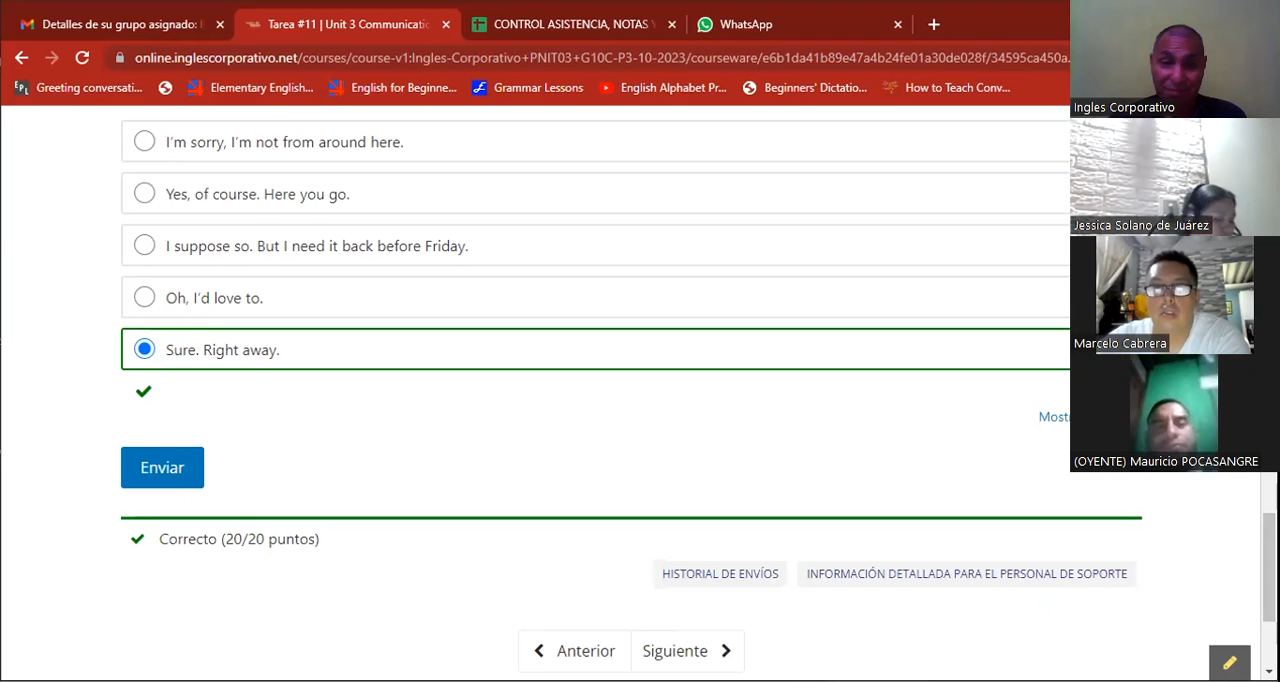 Detalles de su grupo asignado: I
Tarea #11 | Unit 3 Communicatio
CONTROL ASISTENCIA, NOTAS Y
WhatsApp
online.inglescorporativo.net/courses/course-v1:Ingles-Corporativo+PNIT03+G10C-P3-10-2023/courseware/e6b1da41b89e47a4b24fe01a30de028f/34595ca450a...
Greeting conversati...
Elementary English...
English for Beginne...
Grammar Lessons
English Alphabet Pr...
Beginners' Dictatio...
How to Teach Conv...
Ingles Corporativo
I'm sorry, I'm not from around here.
Yes, of course. Here you go.
Jessica Solano de Juárez
I suppose so. But I need it back before Friday.
Oh, I'd love to.
Marcelo Cabrera
Sure. Right away.
Most
Enviar
(OYENTE) Mauricio POCASANGRE
Correcto (20/20 puntos)
HISTORIAL DE ENVÍOS
INFORMACIÓN DETALLADA PARA EL PERSONAL DE SOPORTE
Anterior
Siguiente